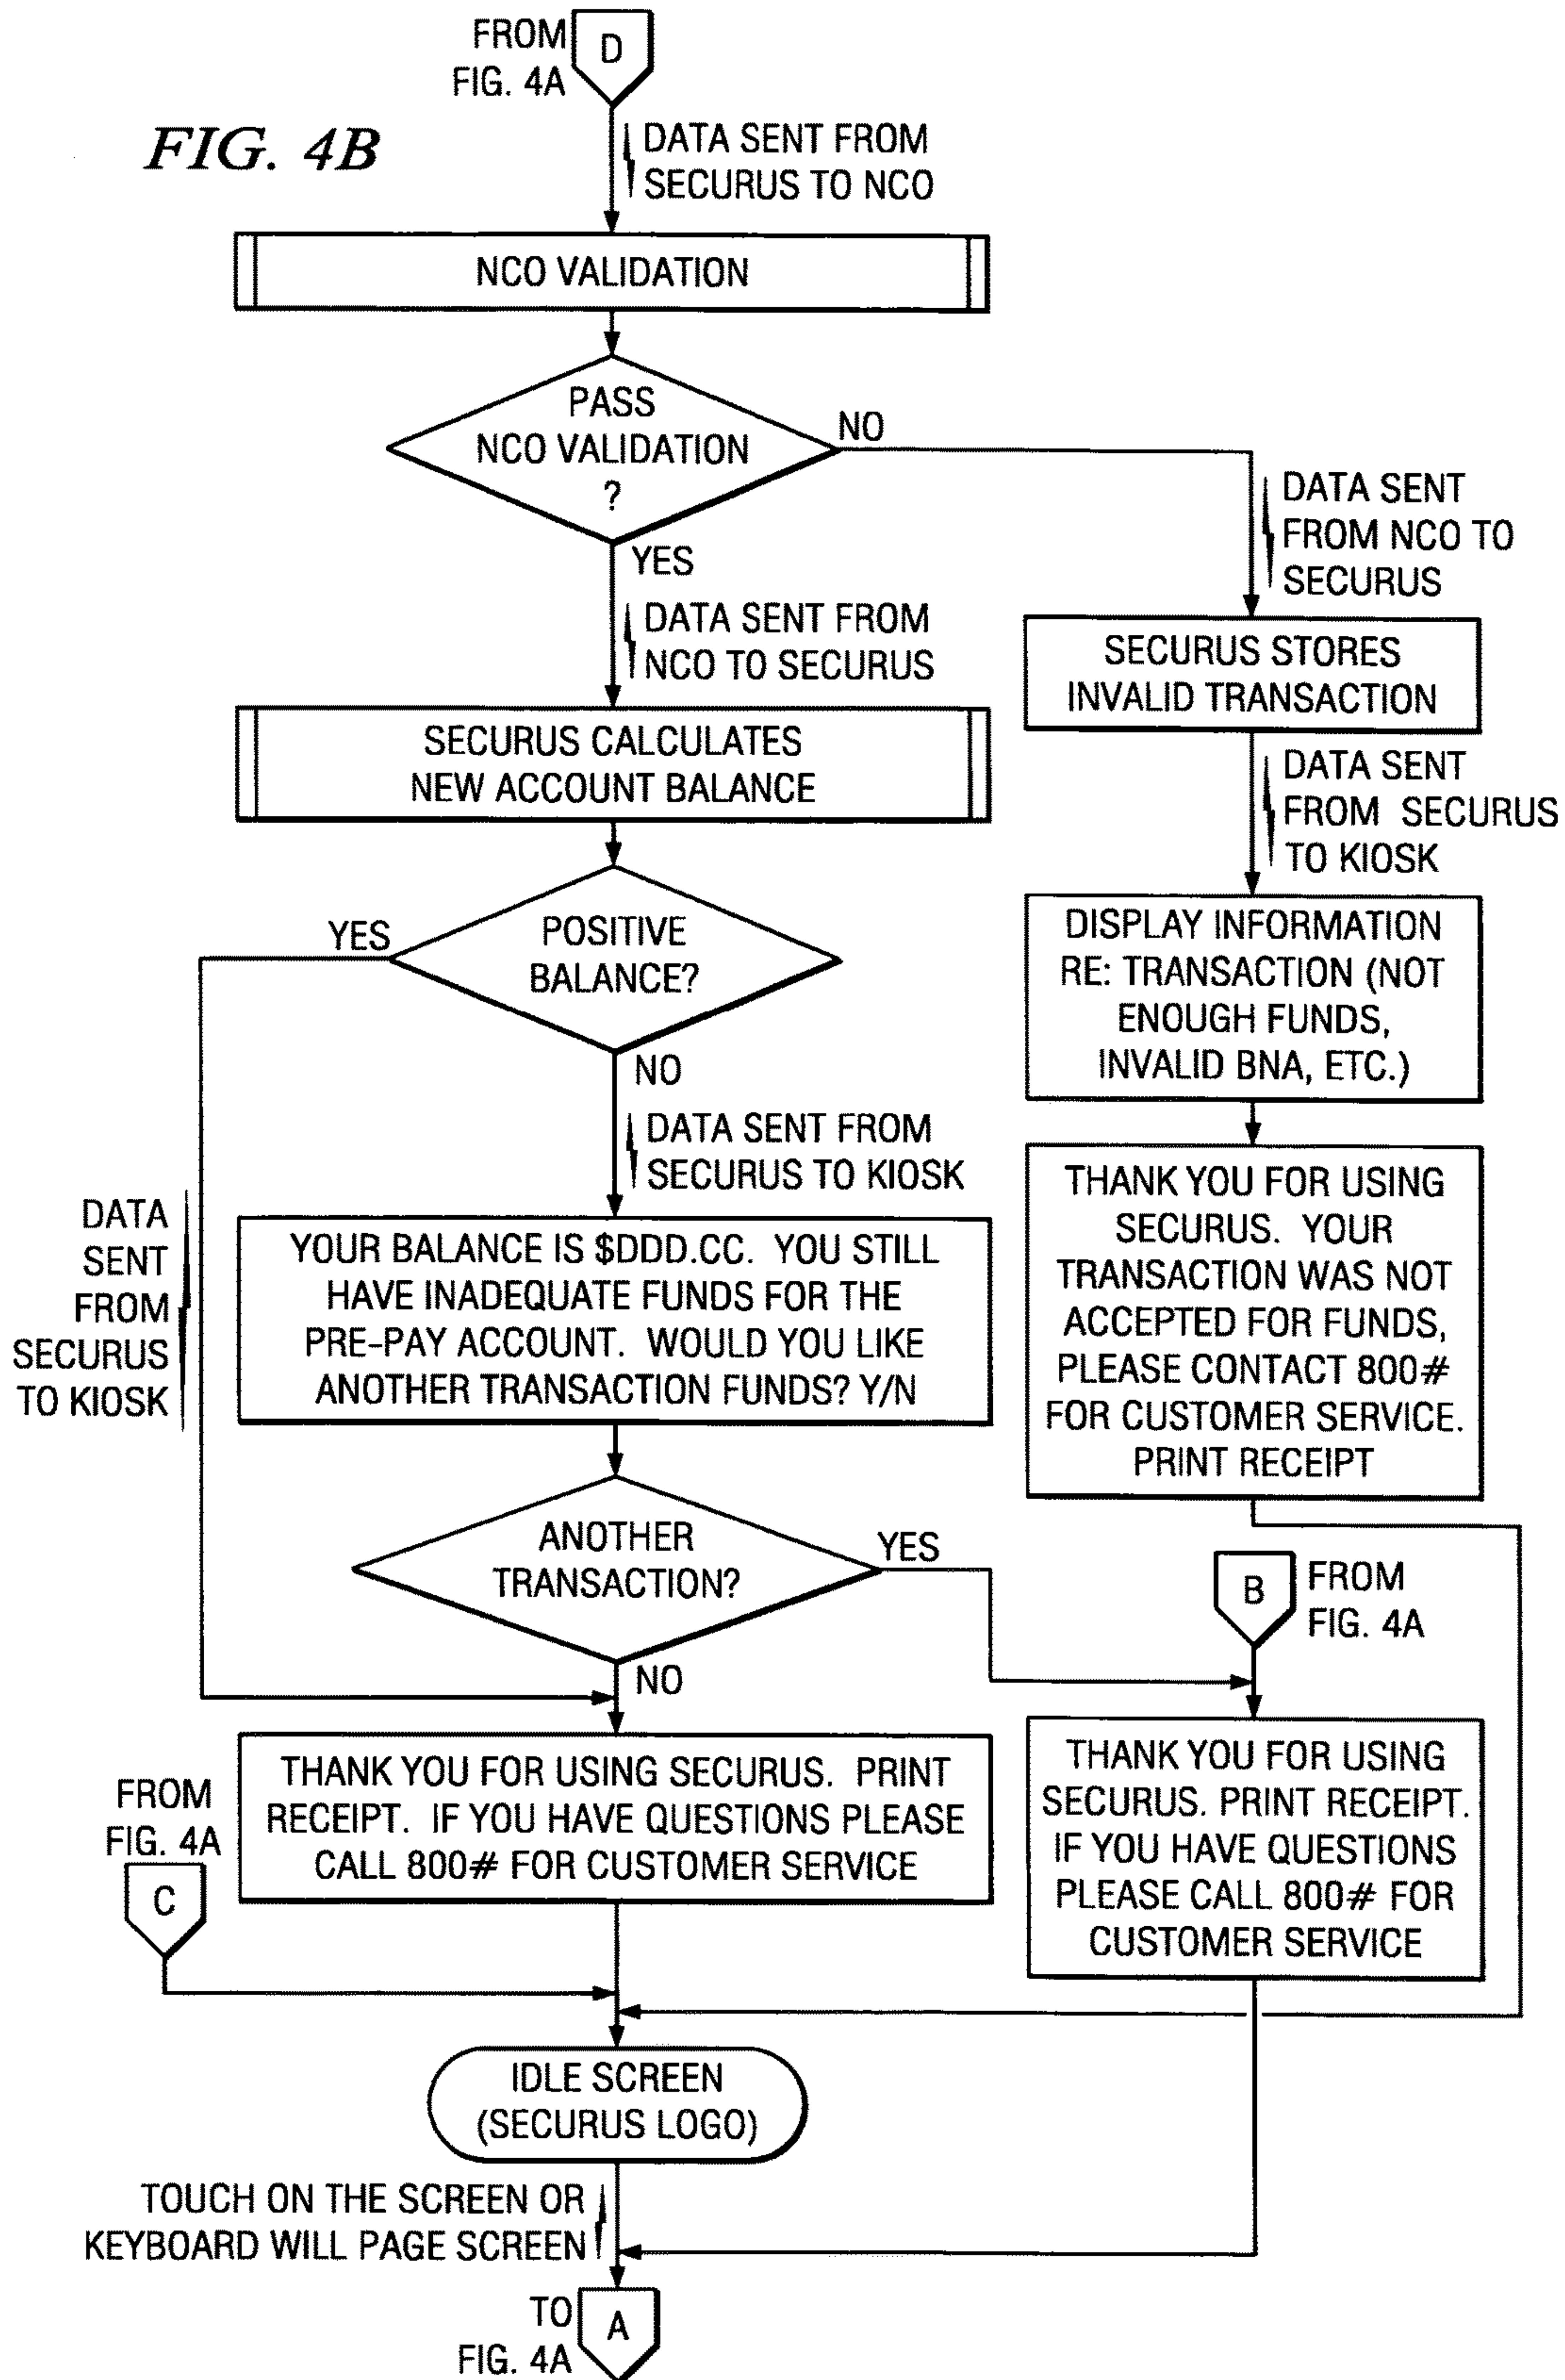 FROM
FIG. 4A
D
FIG. 4B
DATA SENT FROM
SECURUS TO NCO
NCO VALIDATION
PASS
NCO VALIDATION
?
NO
YES
DATA SENT
FROM NCO TO
SECURUS
DATA SENT FROM
NCO TO SECURUS
SECURUS STORES
INVALID TRANSACTION
SECURUS CALCULATES
NEW ACCOUNT BALANCE
DATA SENT
FROM SECURUS
TO KIOSK
YES
POSITIVE
BALANCE?
NO
DISPLAY INFORMATION
RE: TRANSACTION (NOT
ENOUGH FUNDS,
INVALID BNA, ETC.)
DATA SENT FROM
SECURUS TO KIOSK
DATA
SENT
FROM
SECURUS
TO KIOSK
YOUR BALANCE IS $DDD.CC. YOU STILL
HAVE INADEQUATE FUNDS FOR THE
PRE-PAY ACCOUNT. WOULD YOU LIKE
ANOTHER TRANSACTION FUNDS? Y/N
THANK YOU FOR USING
SECURUS. YOUR
TRANSACTION WAS NOT
ACCEPTED FOR FUNDS,
PLEASE CONTACT 800#
FOR CUSTOMER SERVICE.
PRINT RECEIPT
ANOTHER
TRANSACTION?
YES
NO
B
FROM
FIG. 4A
THANK YOU FOR USING SECURUS. PRINT
RECEIPT. IF YOU HAVE QUESTIONS PLEASE
CALL 800# FOR CUSTOMER SERVICE
THANK YOU FOR USING
SECURUS. PRINT RECEIPT.
IF YOU HAVE QUESTIONS
PLEASE CALL 800# FOR
CUSTOMER SERVICE
FROM
FIG. 4A
C
IDLE SCREEN
(SECURUS LOGO)
TOUCH ON THE SCREEN OR
KEYBOARD WILL PAGE SCREEN
TO
FIG. 4A
A